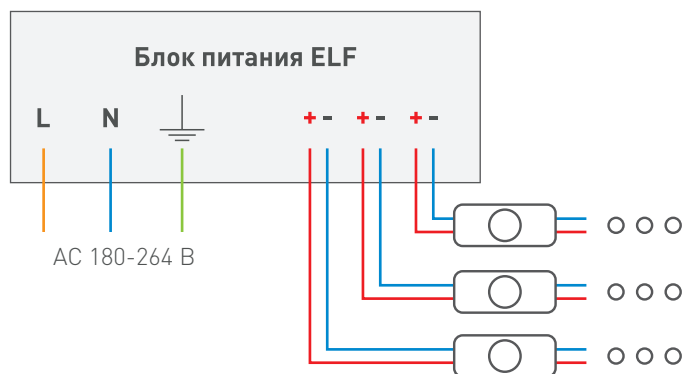 Блок питания ELF
L N + - + - + -
AC 180-264 В